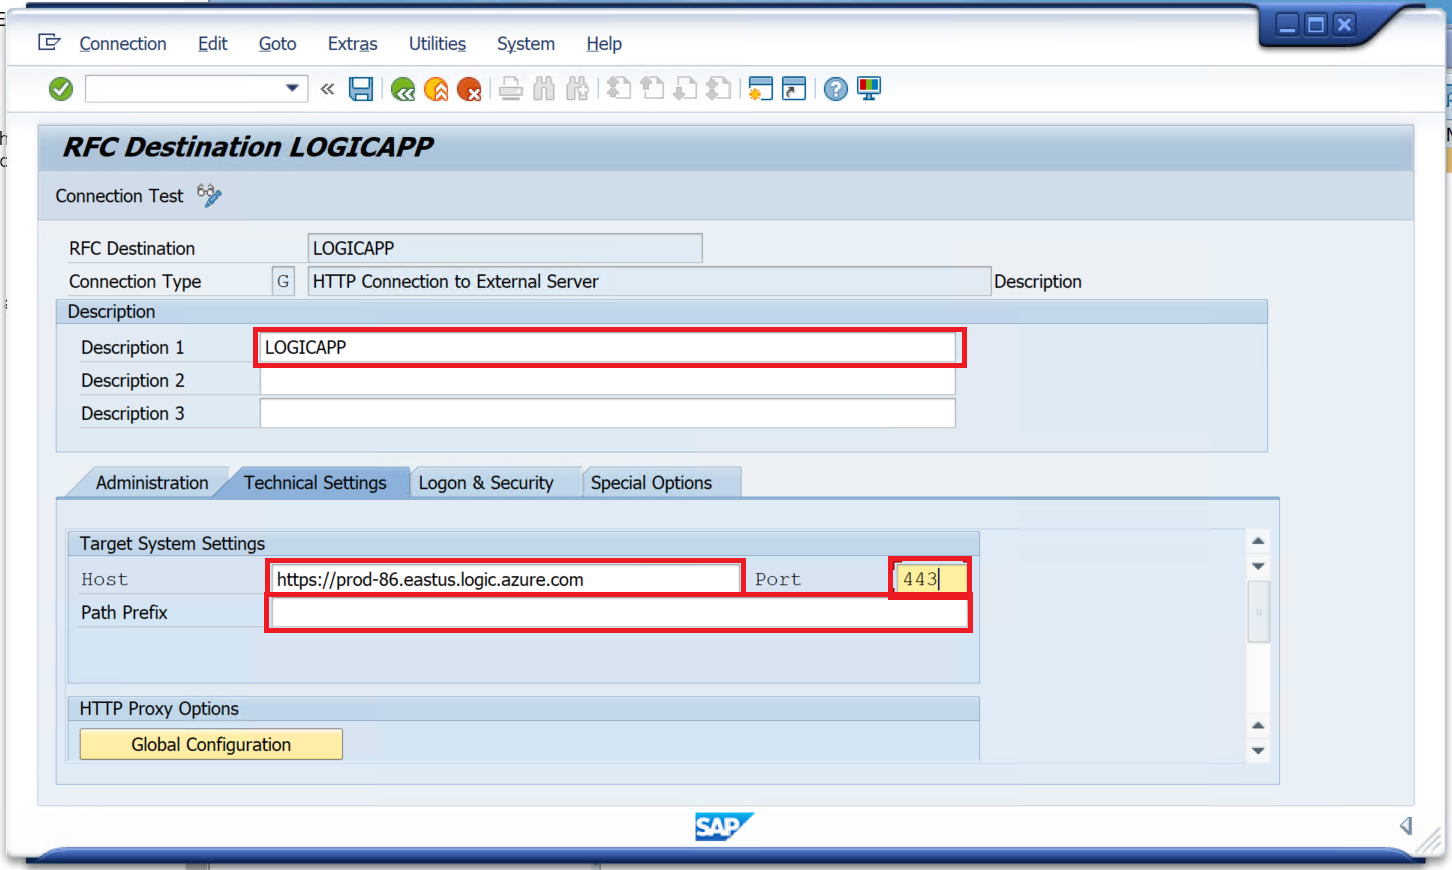 Connection Edit Goto Extras Utilities System Help
RFC Destination LOGICAPP
Connection Test
RFC Destination LOGICAPP
Connection Type G HTTP Connection to External Server Description
Description
Description 1 LOGICAPP
Description 2
Description 3
Administration Technical Settings Logon & Security Special Options
Target System Settings
Host https://prod-86.eastus.logic.azure.com Port 443
Path Prefix
HTTP Proxy Options
Global Configuration
SAP